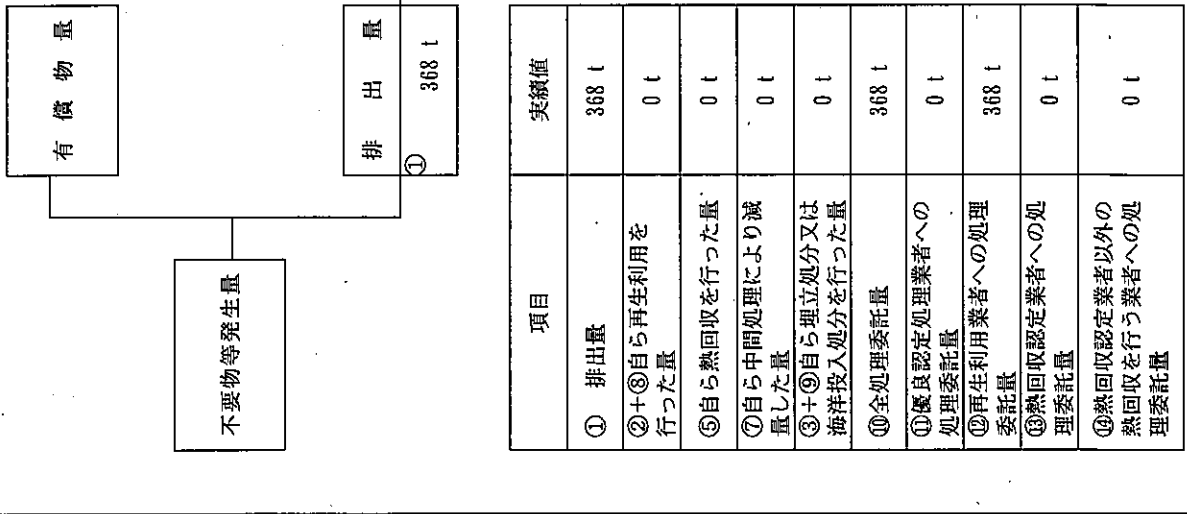 不要物等発生量
有償物量
排出量
① 368 t
項目 実績値
① 排出量 368 t
②+⑧自ら再生利用を
行った量 0 t
⑤自ら熱回収を行った量 0 t
⑦自ら中間処理により減
量した量 0 t
③+⑨自ら埋立処分又は
海洋投入処分を行った量 0 t
⑩全処理委託量 368 t
⑪優良認定処理業者への
処理委託量 0 t
⑫再生利用業者への処理
委託量 368 t
⑬熱回収認定業者への処
理委託量 0 t
⑭熱回収認定業者以外の
熱回収を行う業者への処
理委託量 0 t